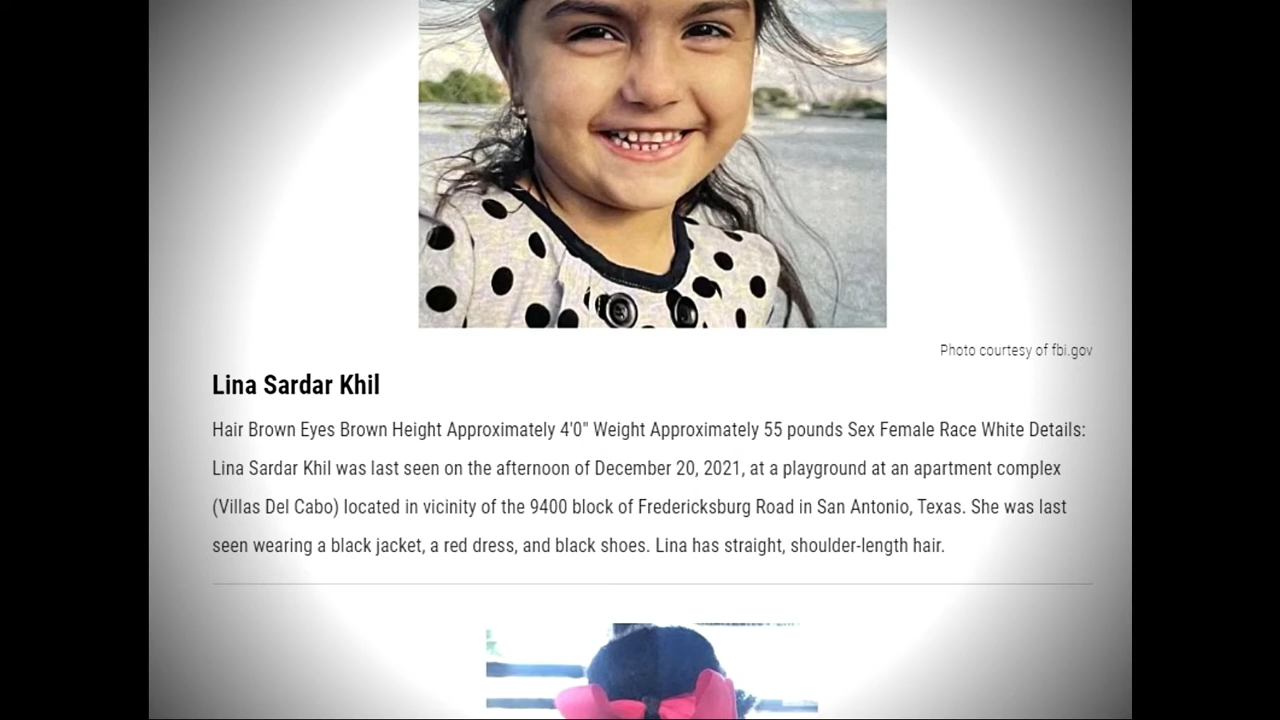 Photo courtesy of fbi.gov
Lina Sardar Khil
Hair Brown Eyes Brown Height Approximately 4'0" Weight Approximately 55 pounds Sex Female Race White Details:
Lina Sardar Khil was last seen on the afternoon of December 20, 2021, at a playground at an apartment complex
(Villas Del Cabo) located in vicinity of the 9400 block of Fredericksburg Road in San Antonio, Texas. She was last
seen wearing a black jacket, a red dress, and black shoes. Lina has straight, shoulder-length hair.